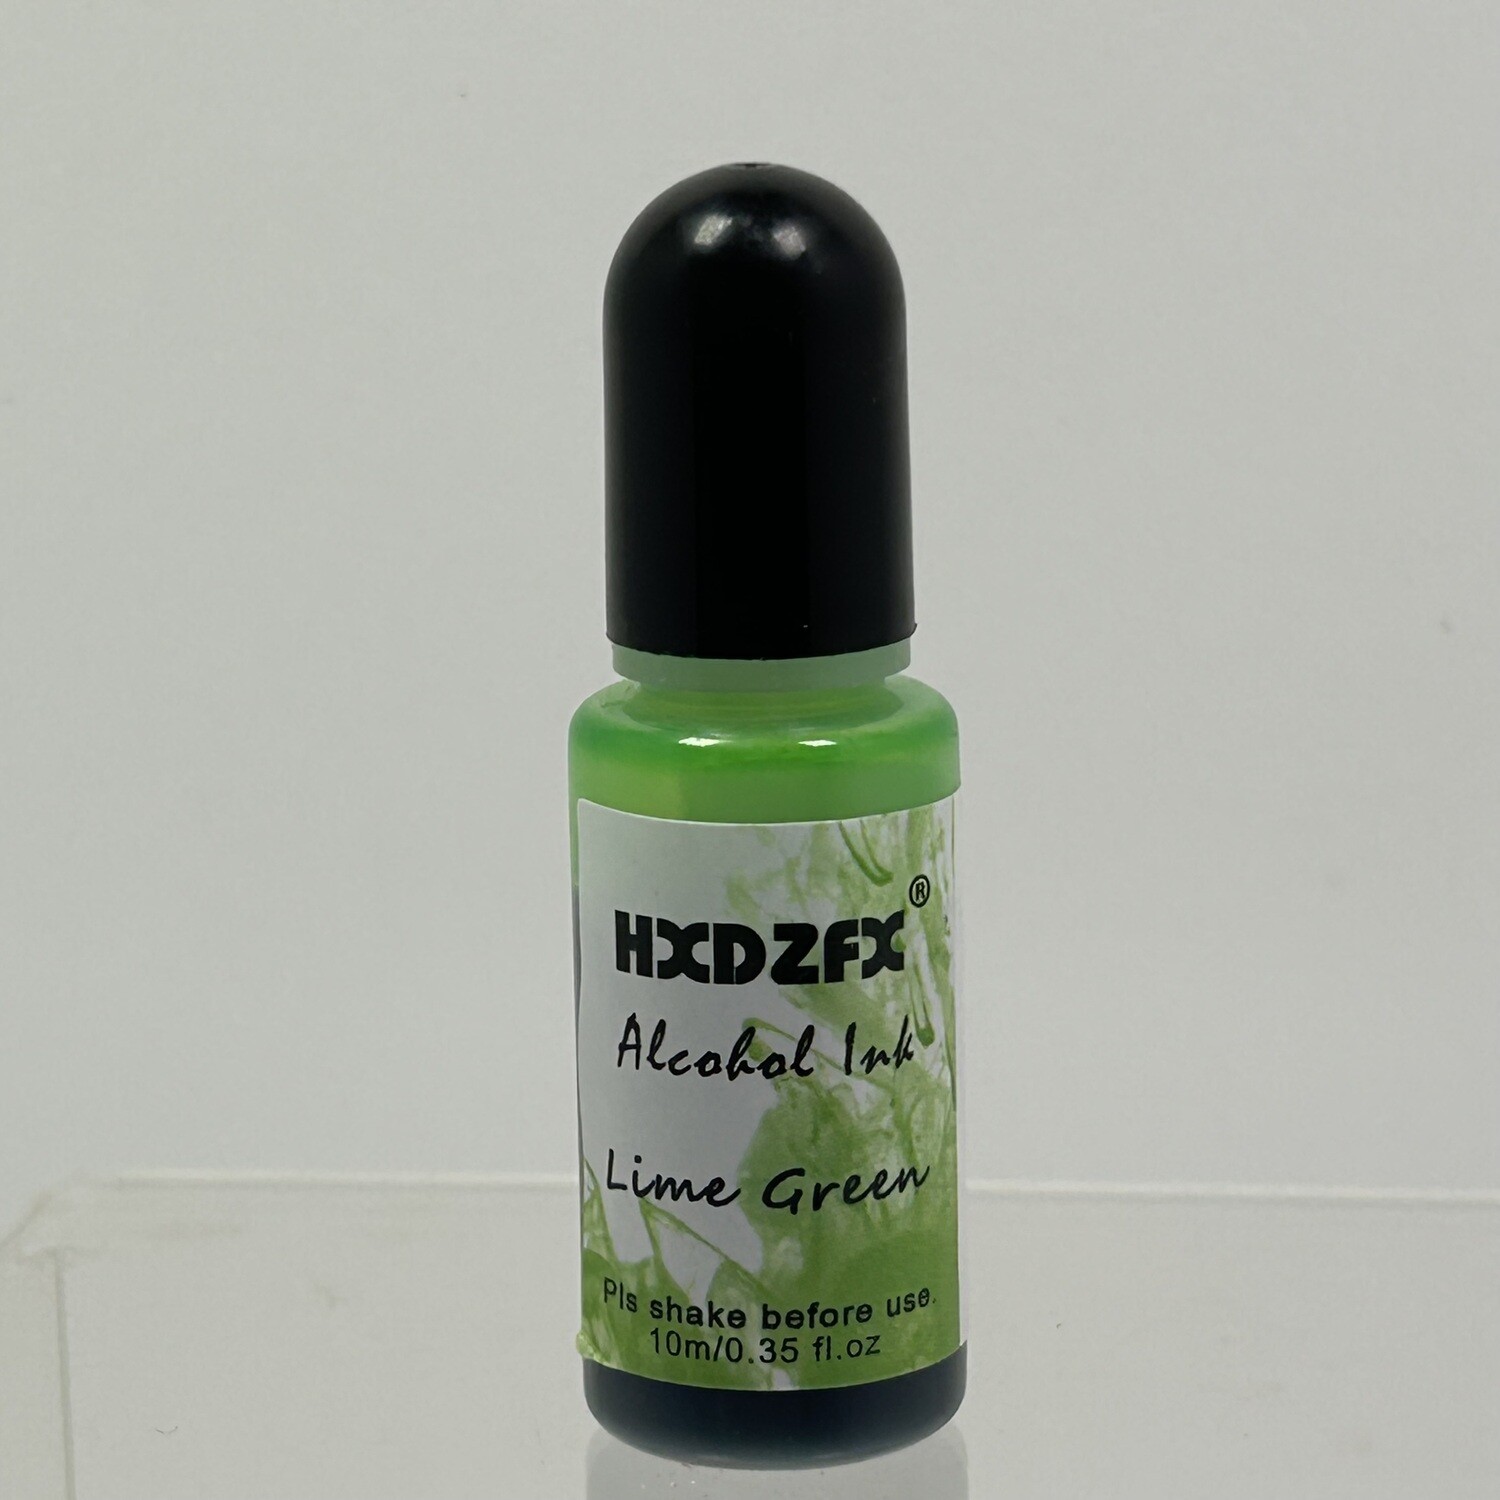 HXDZFX®
Alcohol Ink
Lime Green
Pls shake before use.
10m/0.35 fl.oz